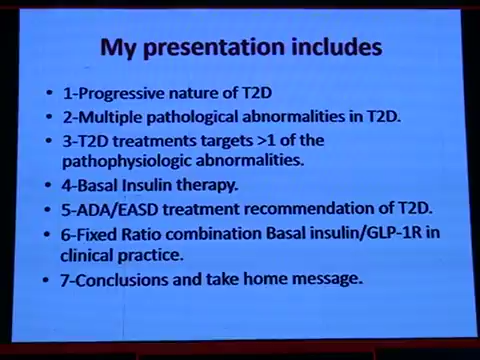 My presentation includes
• 1-Progressive nature of T2D
• 2-Multiple pathological abnormalities in T2D.
• 3-T2D treatments targets >1 of the
pathophysiologic abnormalities.
• 4-Basal Insulin therapy.
• 5-ADA/EASD treatment recommendation of T2D.
• 6-Fixed Ratio combination Basal insulin/GLP-1R in
clinical practice.
• 7-Conclusions and take home message.